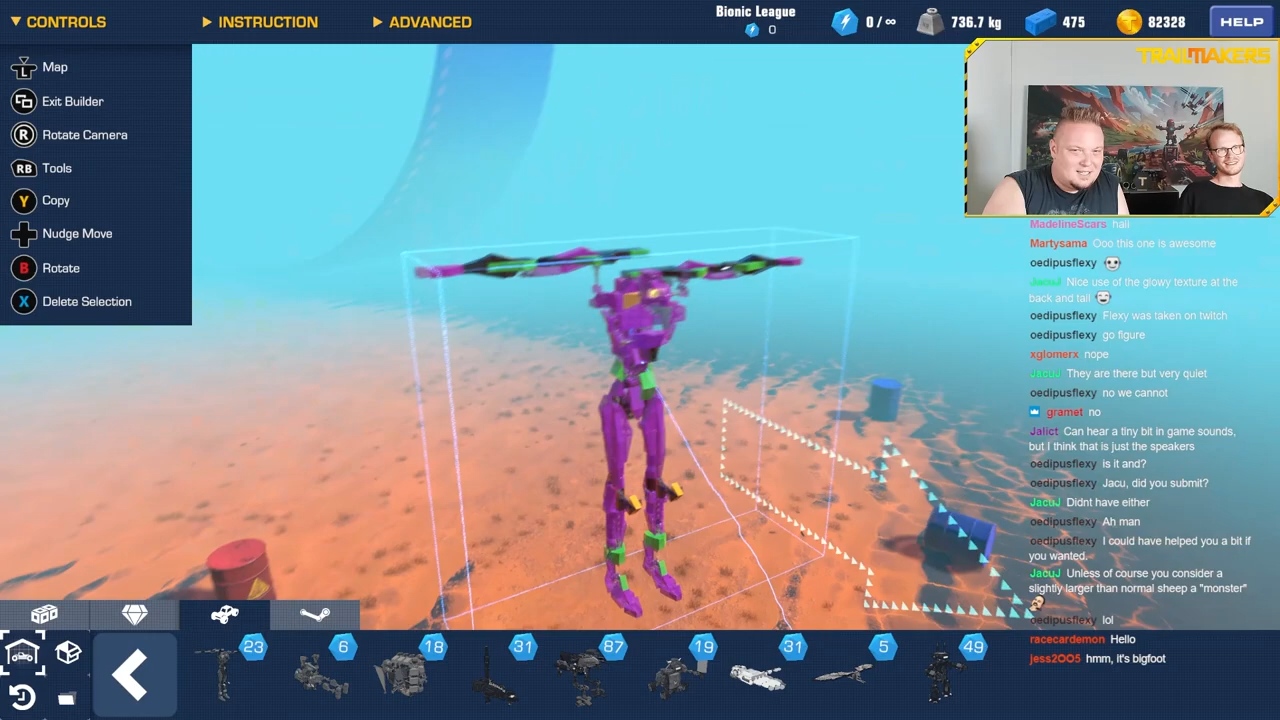 CONTROLS
INSTRUCTION
ADVANCED
Bionic League
0
0 / ∞
736.7 kg
475
82328
HELP
L Map
Exit Builder
R Rotate Camera
RB Tools
Y Copy
Nudge Move
B Rotate
X Delete Selection
TRAILMAKERS
MadelineScars haii
Martysama Ooo this one is awesome
oedipusflexy
JacuJ Nice use of the glowy texture at the
back and tail
oedipusflexy Flexy was taken on twitch
oedipusflexy go figure
xglomerx nope
JacuJ They are there but very quiet
oedipusflexy no we cannot
gramet no
Jalict Can hear a tiny bit in game sounds,
but I think that is just the speakers
oedipusflexy is it and?
oedipusflexy Jacu, did you submit?
JacuJ Didnt have either
oedipusflexy Ah man
oedipusflexy I could have helped you a bit if
you wanted.
JacuJ Unless of course you consider a
slightly larger than normal sheep a "monster"
oedipusflexy lol
racecardemon Hello
jess2005 hmm, it's bigfoot
23
6
18
31
87
19
31
5
49